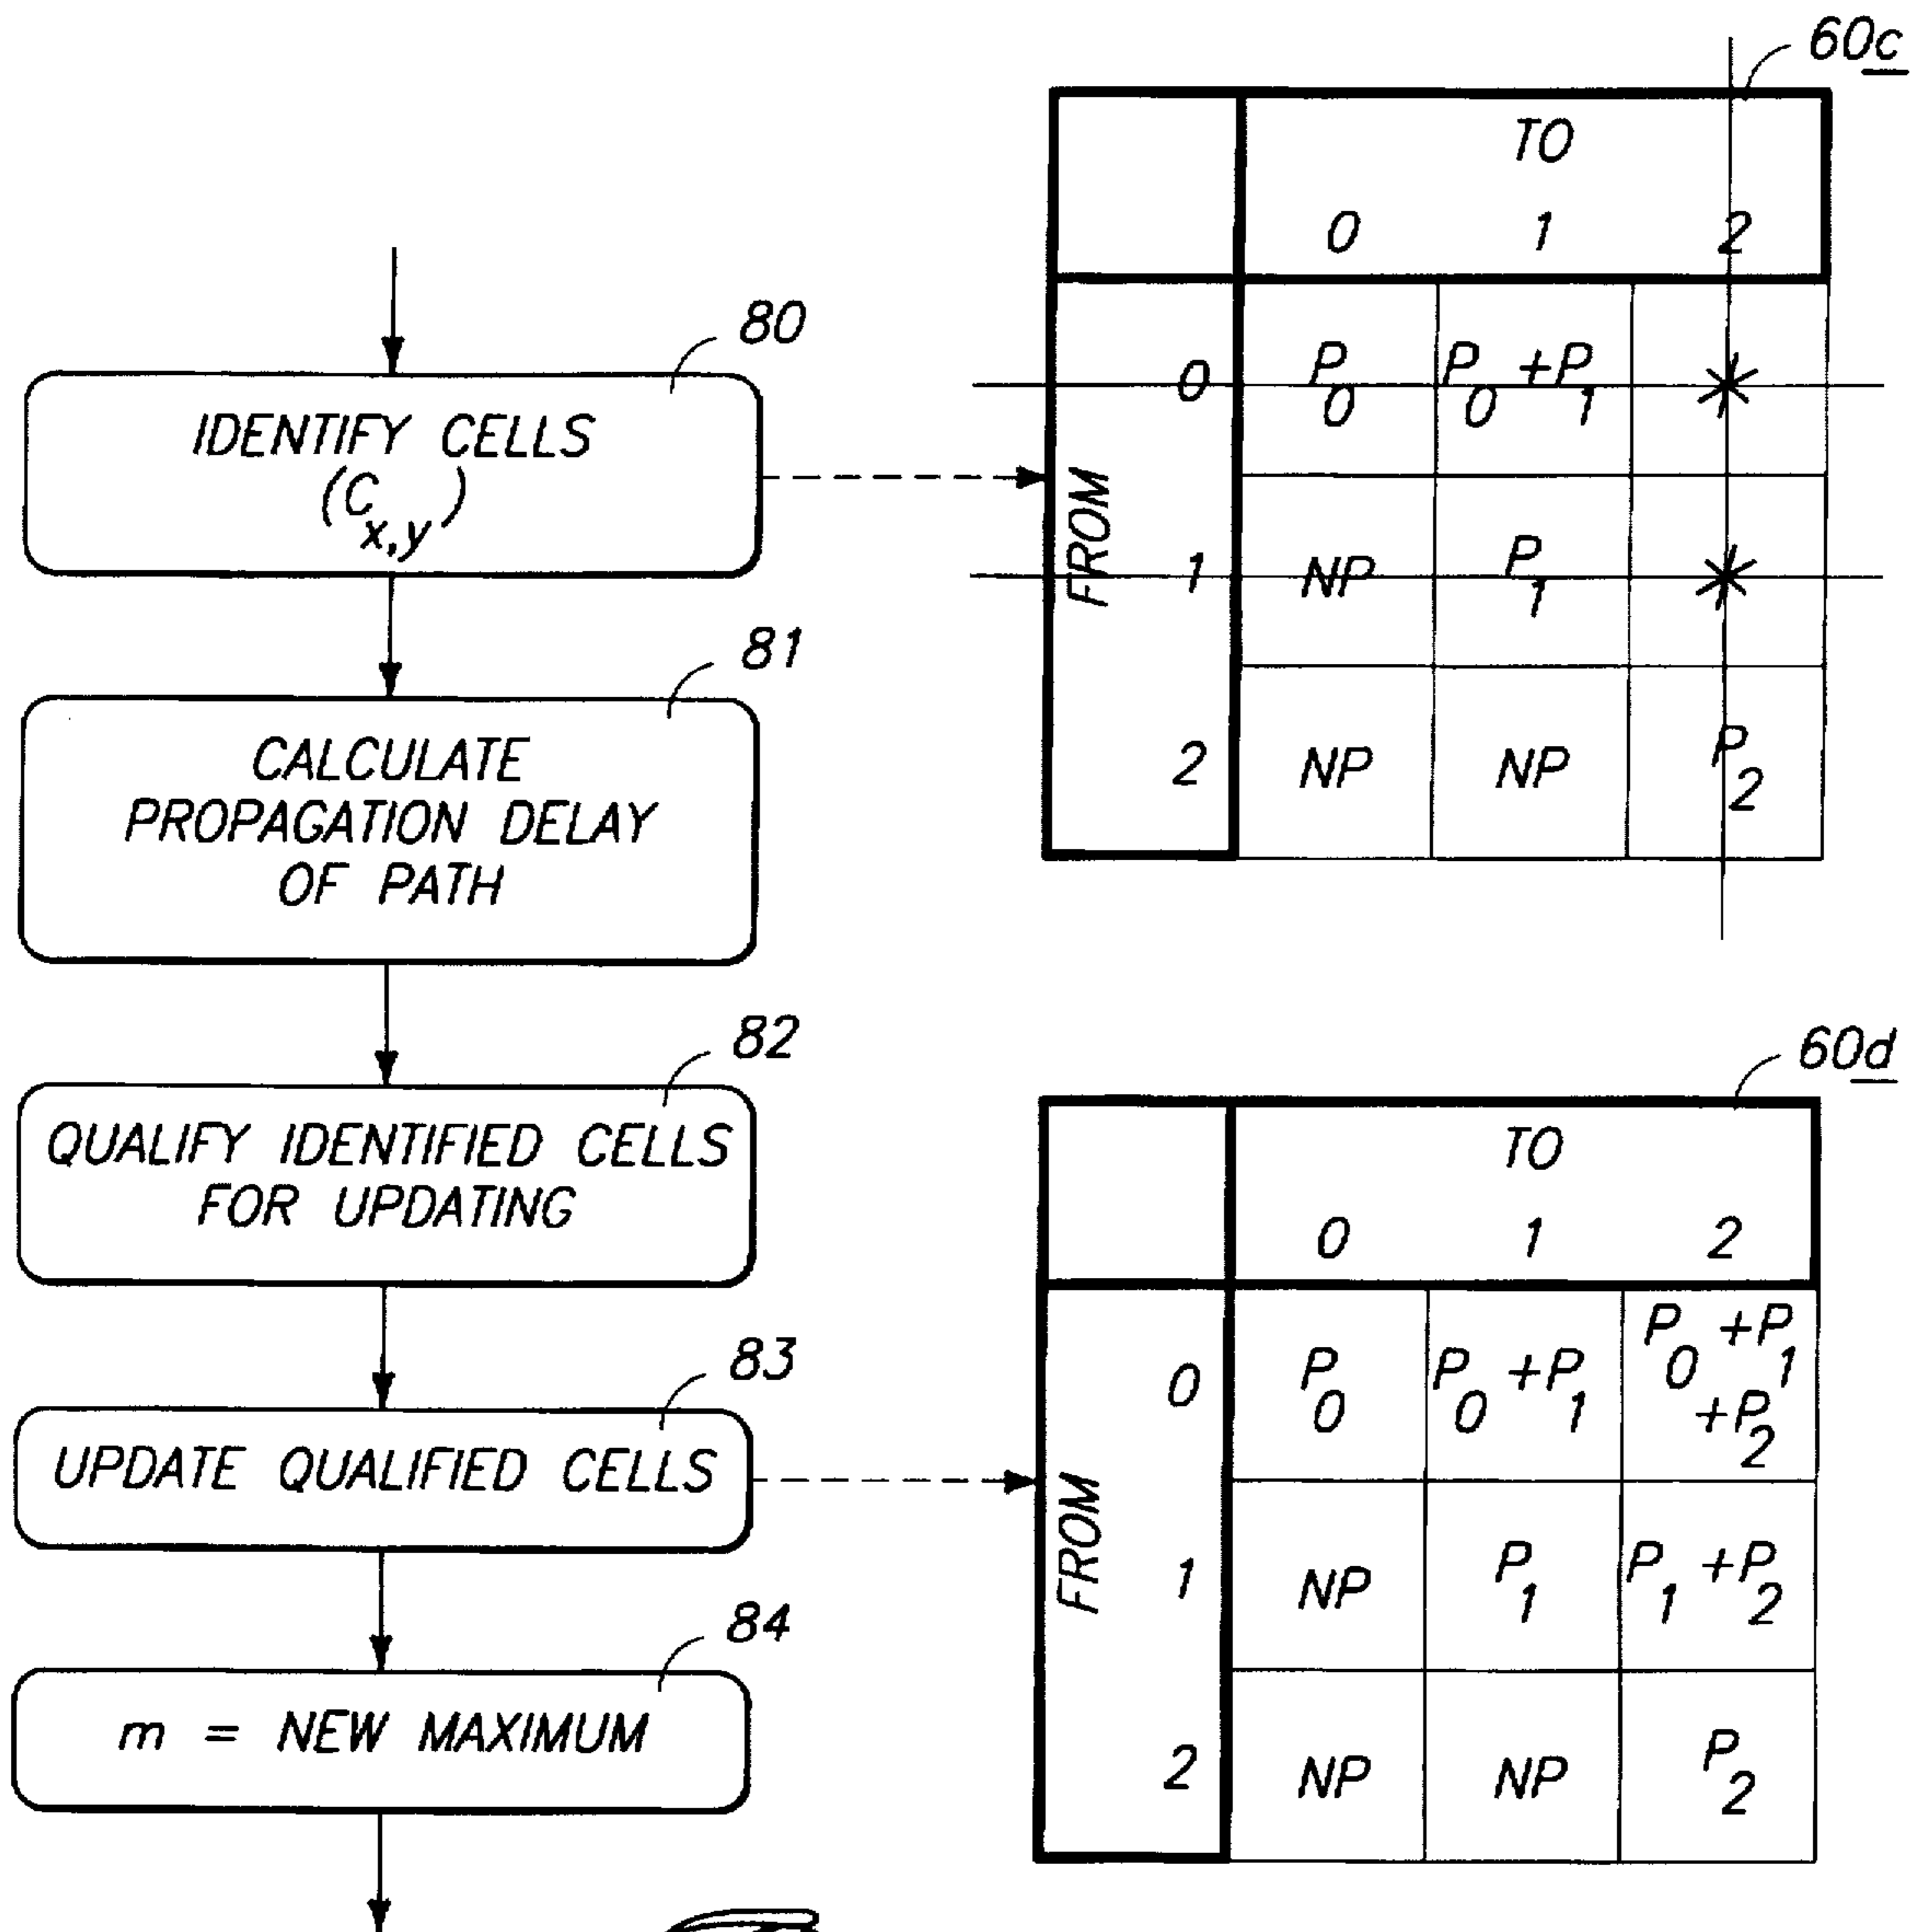 80
IDENTIFY CELLS
(C x,y)
81
CALCULATE
PROPAGATION DELAY
OF PATH
82
QUALIFY IDENTIFIED CELLS
FOR UPDATING
83
UPDATE QUALIFIED CELLS
84
m = NEW MAXIMUM
60c
TO
0 1 2
FROM
0 P0 P0+P1 *
1 NP P1 *
2 NP NP P2
60d
TO
0 1 2
FROM
0 P0 P0+P1 P0+P1
+P2
1 NP P1 P1+P2
2 NP NP P2